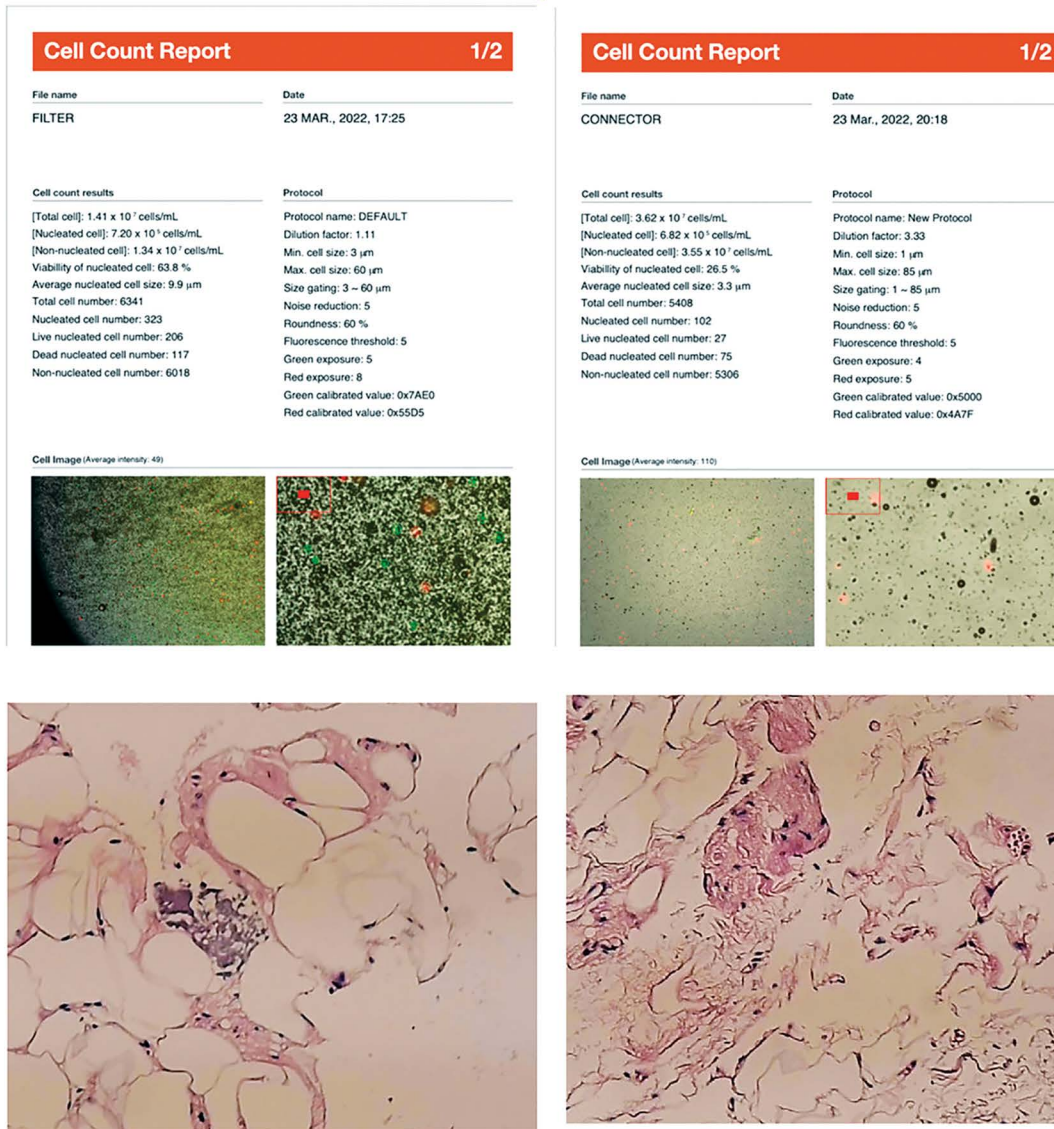 Cell Count Report 1/2
File name Date
FILTER 23 MAR., 2022, 17:25
Cell count results Protocol
[Total cell]: 1.41 x 10⁷ cells/mL
[Nucleated cell]: 7.20 x 10⁵ cells/mL
[Non-nucleated cell]: 1.34 x 10⁷ cells/mL
Viabillity of nucleated cell: 63.8 %
Average nucleated cell size: 9.9 μm
Total cell number: 6341
Nucleated cell number: 323
Live nucleated cell number: 206
Dead nucleated cell number: 117
Non-nucleated cell number: 6018
Protocol name: DEFAULT
Dilution factor: 1.11
Min. cell size: 3 μm
Max. cell size: 60 μm
Size gating: 3 ~ 60 μm
Noise reduction: 5
Roundness: 60 %
Fluorescence threshold: 5
Green exposure: 5
Red exposure: 8
Green calibrated value: 0x7AE0
Red calibrated value: 0x55D5
Cell Image (Average intensity: 49)
Cell Count Report 1/2
File name Date
CONNECTOR 23 Mar., 2022, 20:18
Cell count results Protocol
[Total cell]: 3.62 x 10⁷ cells/mL
[Nucleated cell]: 6.82 x 10⁵ cells/mL
[Non-nucleated cell]: 3.55 x 10⁷ cells/mL
Viability of nucleated cell: 26.5 %
Average nucleated cell size: 3.3 μm
Total cell number: 5408
Nucleated cell number: 102
Live nucleated cell number: 27
Dead nucleated cell number: 75
Non-nucleated cell number: 5306
Protocol name: New Protocol
Dilution factor: 3.33
Min. cell size: 1 μm
Max. cell size: 85 μm
Size gating: 1 ~ 85 μm
Noise reduction: 5
Roundness: 60 %
Fluorescence threshold: 5
Green exposure: 4
Red exposure: 5
Green calibrated value: 0x5000
Red calibrated value: 0x4A7F
Cell Image (Average intensity: 110)